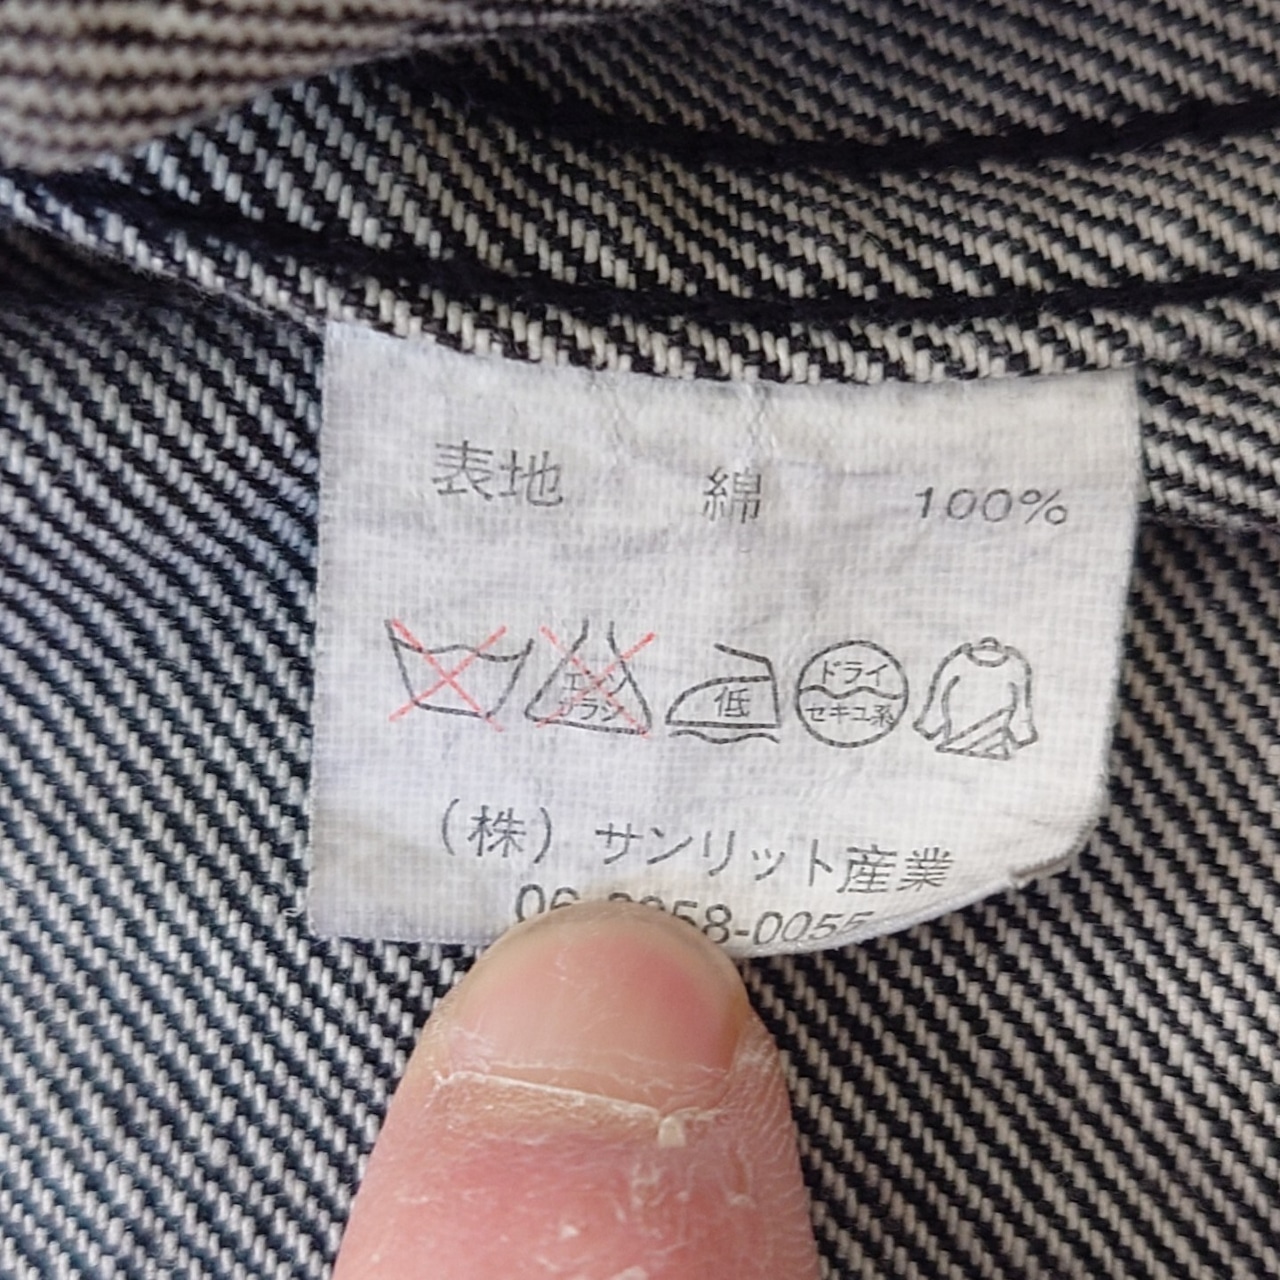 表地 綿 100%
エンソ
サラシ
低
ドライ
セキユ系
(株) サンリット産業